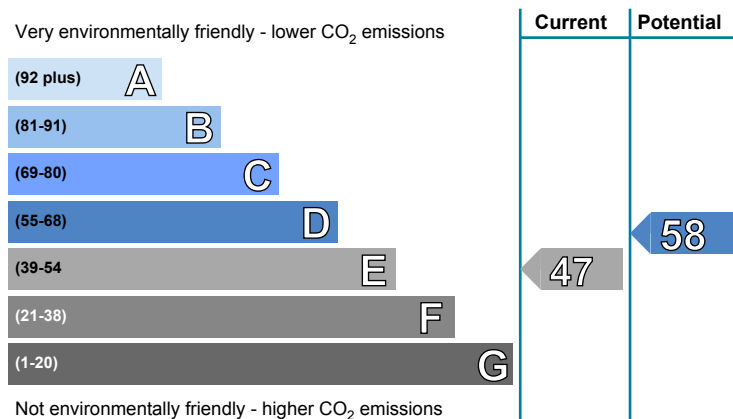 Current Potential
Very environmentally friendly - lower CO₂ emissions
(92 plus) A
(81-91) B
(69-80) C
(55-68) D
58
(39-54 E
47
(21-38) F
(1-20) G
Not environmentally friendly - higher CO₂ emissions